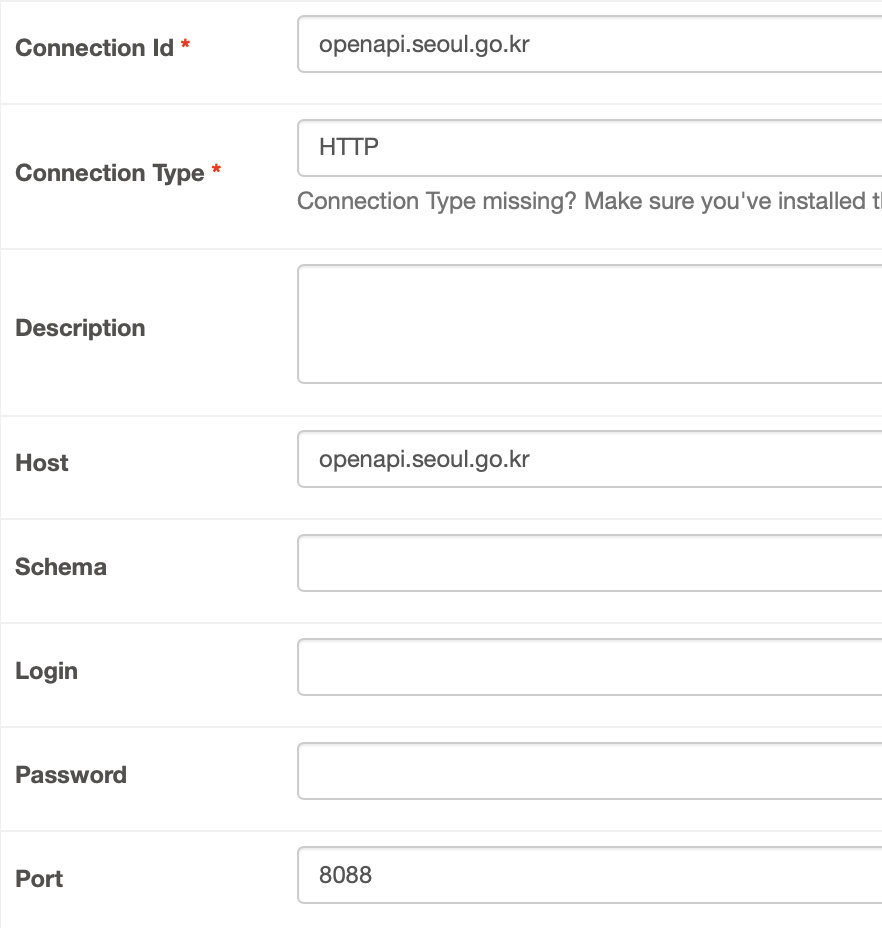 Connection Id *
openapi.seoul.go.kr
Connection Type *
HTTP
Connection Type missing? Make sure you've installed
Description
Host
openapi.seoul.go.kr
Schema
Login
Password
Port
8088